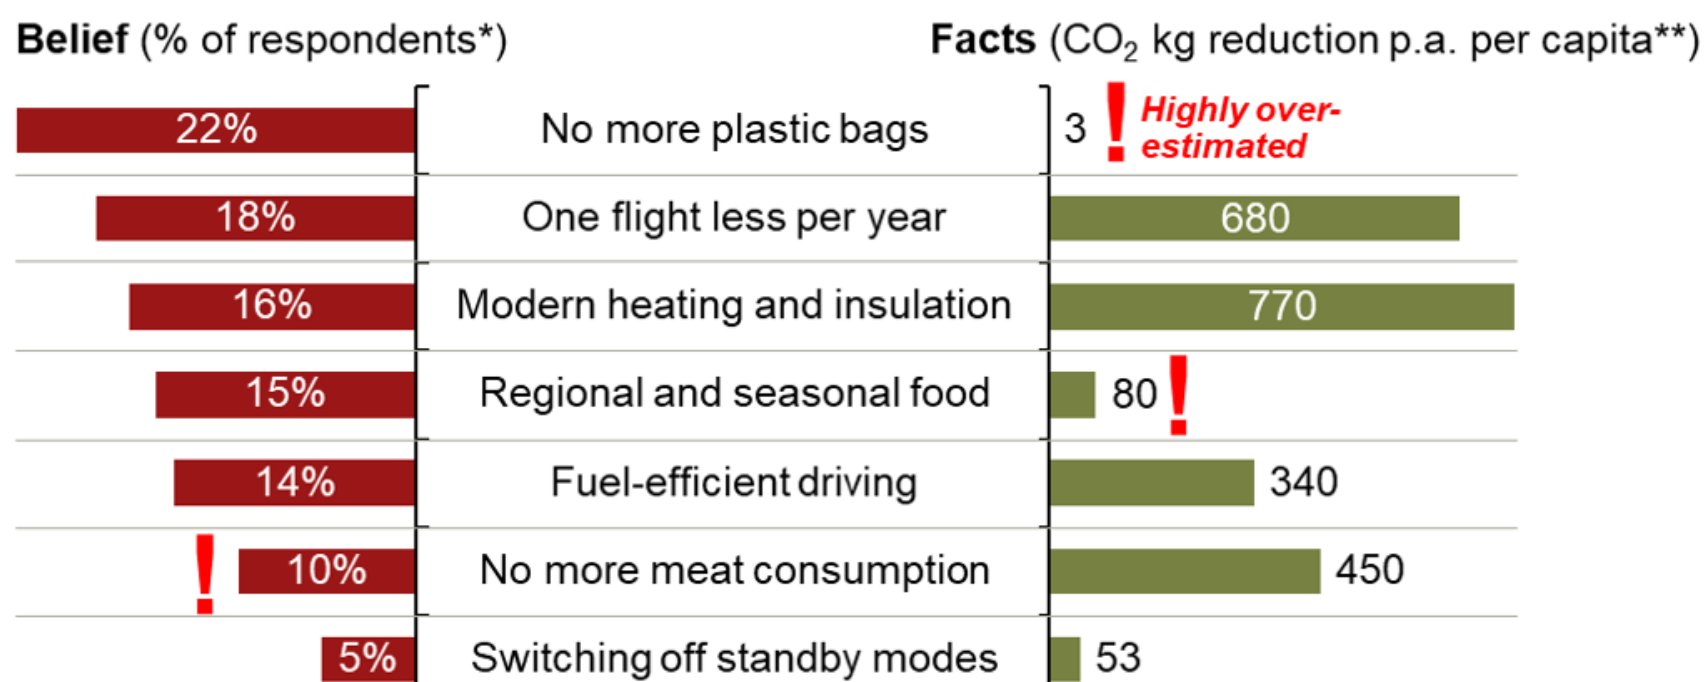 Belief (% of respondents*)
Facts (CO₂ kg reduction p.a. per capita**)
22% No more plastic bags 3 ! Highly over-
estimated
18% One flight less per year 680
16% Modern heating and insulation 770
15% Regional and seasonal food 80 !
14% Fuel-efficient driving 340
! 10% No more meat consumption 450
5% Switching off standby modes 53